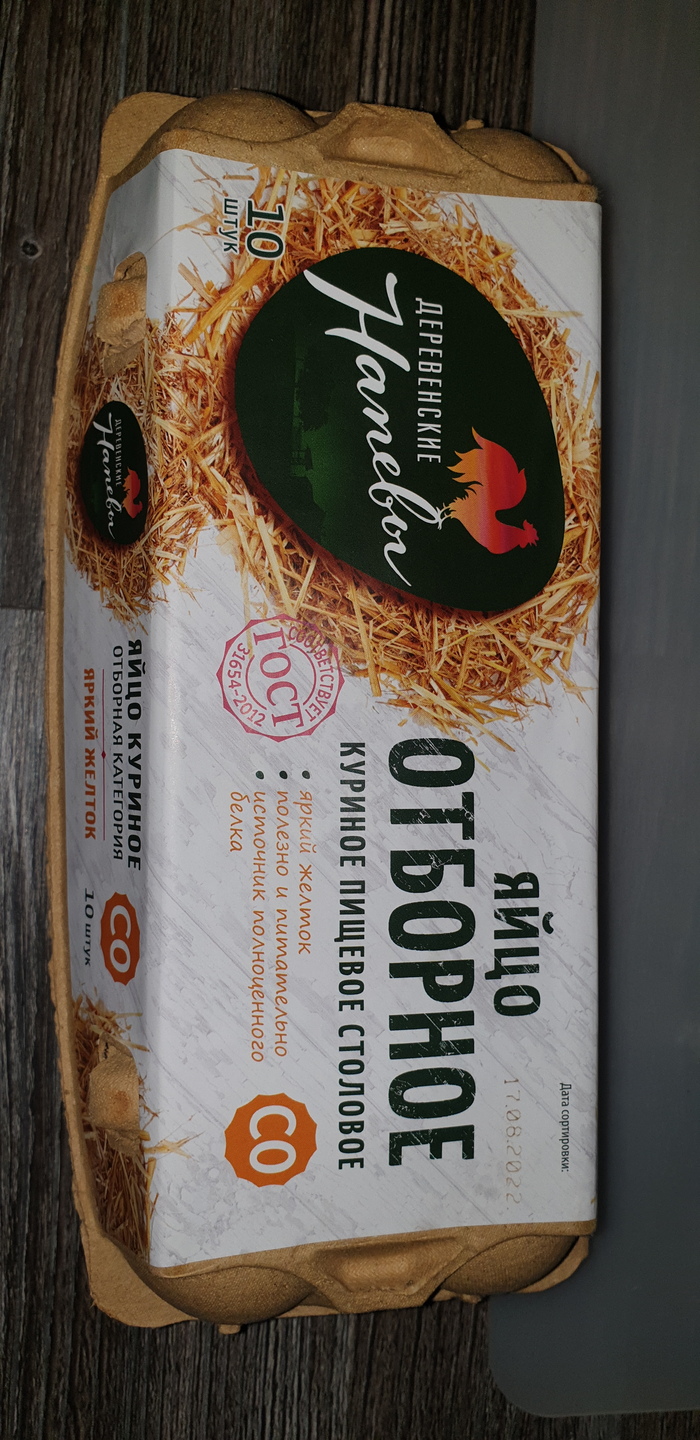 ДЕРЕВЕНСКИЕ
Напевы
10
штук
СООТВЕТСТВУЕТ
ГОСТ
31654-2012
Дата сортировки:
17.08.2022
ЯЙЦО
ОТБОРНОЕ
КУРИНОЕ ПИЩЕВОЕ СТОЛОВОЕ
• яркий желток
• полезно и питательно
• источник полноценного
белка
СО
ДЕРЕВЕНСКИЕ
Напевы
ЯЙЦО КУРИНОЕ
ОТБОРНАЯ КАТЕГОРИЯ
ЯРКИЙ ЖЕЛТОК
СО
10 штук